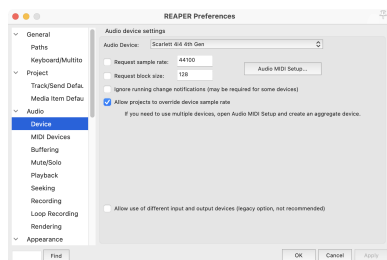 REAPER Preferences
General
Paths
Keyboard/Multito
Project
Track/Send Defau
Media Item Defau
Audio
Device
MIDI Devices
Buffering
Mute/Solo
Playback
Seeking
Recording
Loop Recording
Rendering
Appearance
Find
Audio device settings
Audio Device: Scarlett 4i4 4th Gen
Request sample rate: 44100
Request block size: 128
Audio MIDI Setup...
Ignore running change notifications (may be required for some devices)
Allow projects to override device sample rate
If you need to use multiple devices, open Audio MIDI Setup and create an aggregate device.
Allow use of different input and output devices (legacy option, not recommended)
OK Cancel Apply